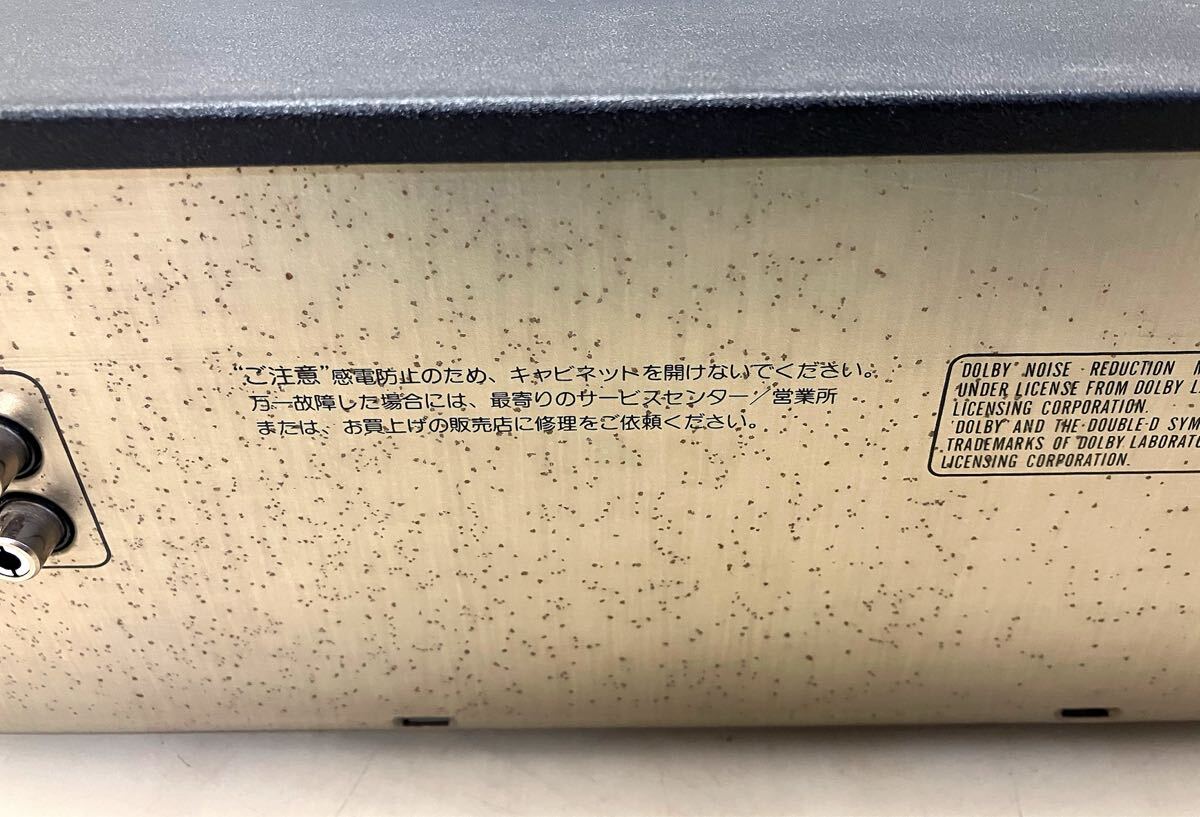 “ご注意”感電防止のため、キャビネットを開けないでください。
万一故障した場合には、最寄りのサービスセンター／営業所
または、お買上げの販売店に修理をご依頼ください。
"DOLBY" NOISE REDUCTION M
UNDER LICENSE FROM DOLBY L
LICENSING CORPORATION.
"DOLBY" AND THE DOUBLE-D SYM
TRADEMARKS OF DOLBY LABORAT
LICENSING CORPORATION.